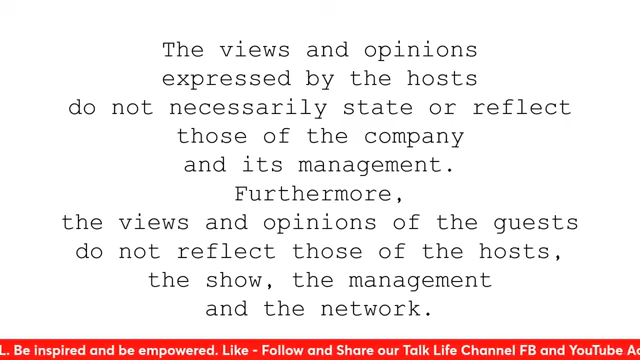 The views and opinions
expressed by the hosts
do not necessarily state or reflect
those of the company
and its management.
Furthermore,
the views and opinions of the guests
do not reflect those of the hosts,
the show, the management
and the network.
L. Be inspired and be empowered. Like - Follow and Share our Talk Life Channel FB and YouTube